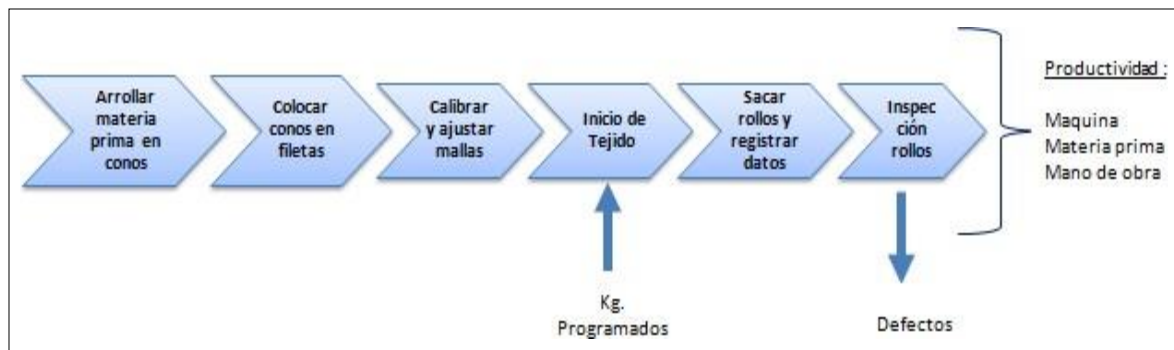 Arrollar
materia
prima en
conos
Colocar
conos en
filetas
Calibrar
y ajustar
mallas
Inicio de
Tejido
Sacar
rollos y
registrar
datos
Inspec
ción
rollos
Productividad :
Maquina
Materia prima
Mano de obra
Kg.
Programados
Defectos